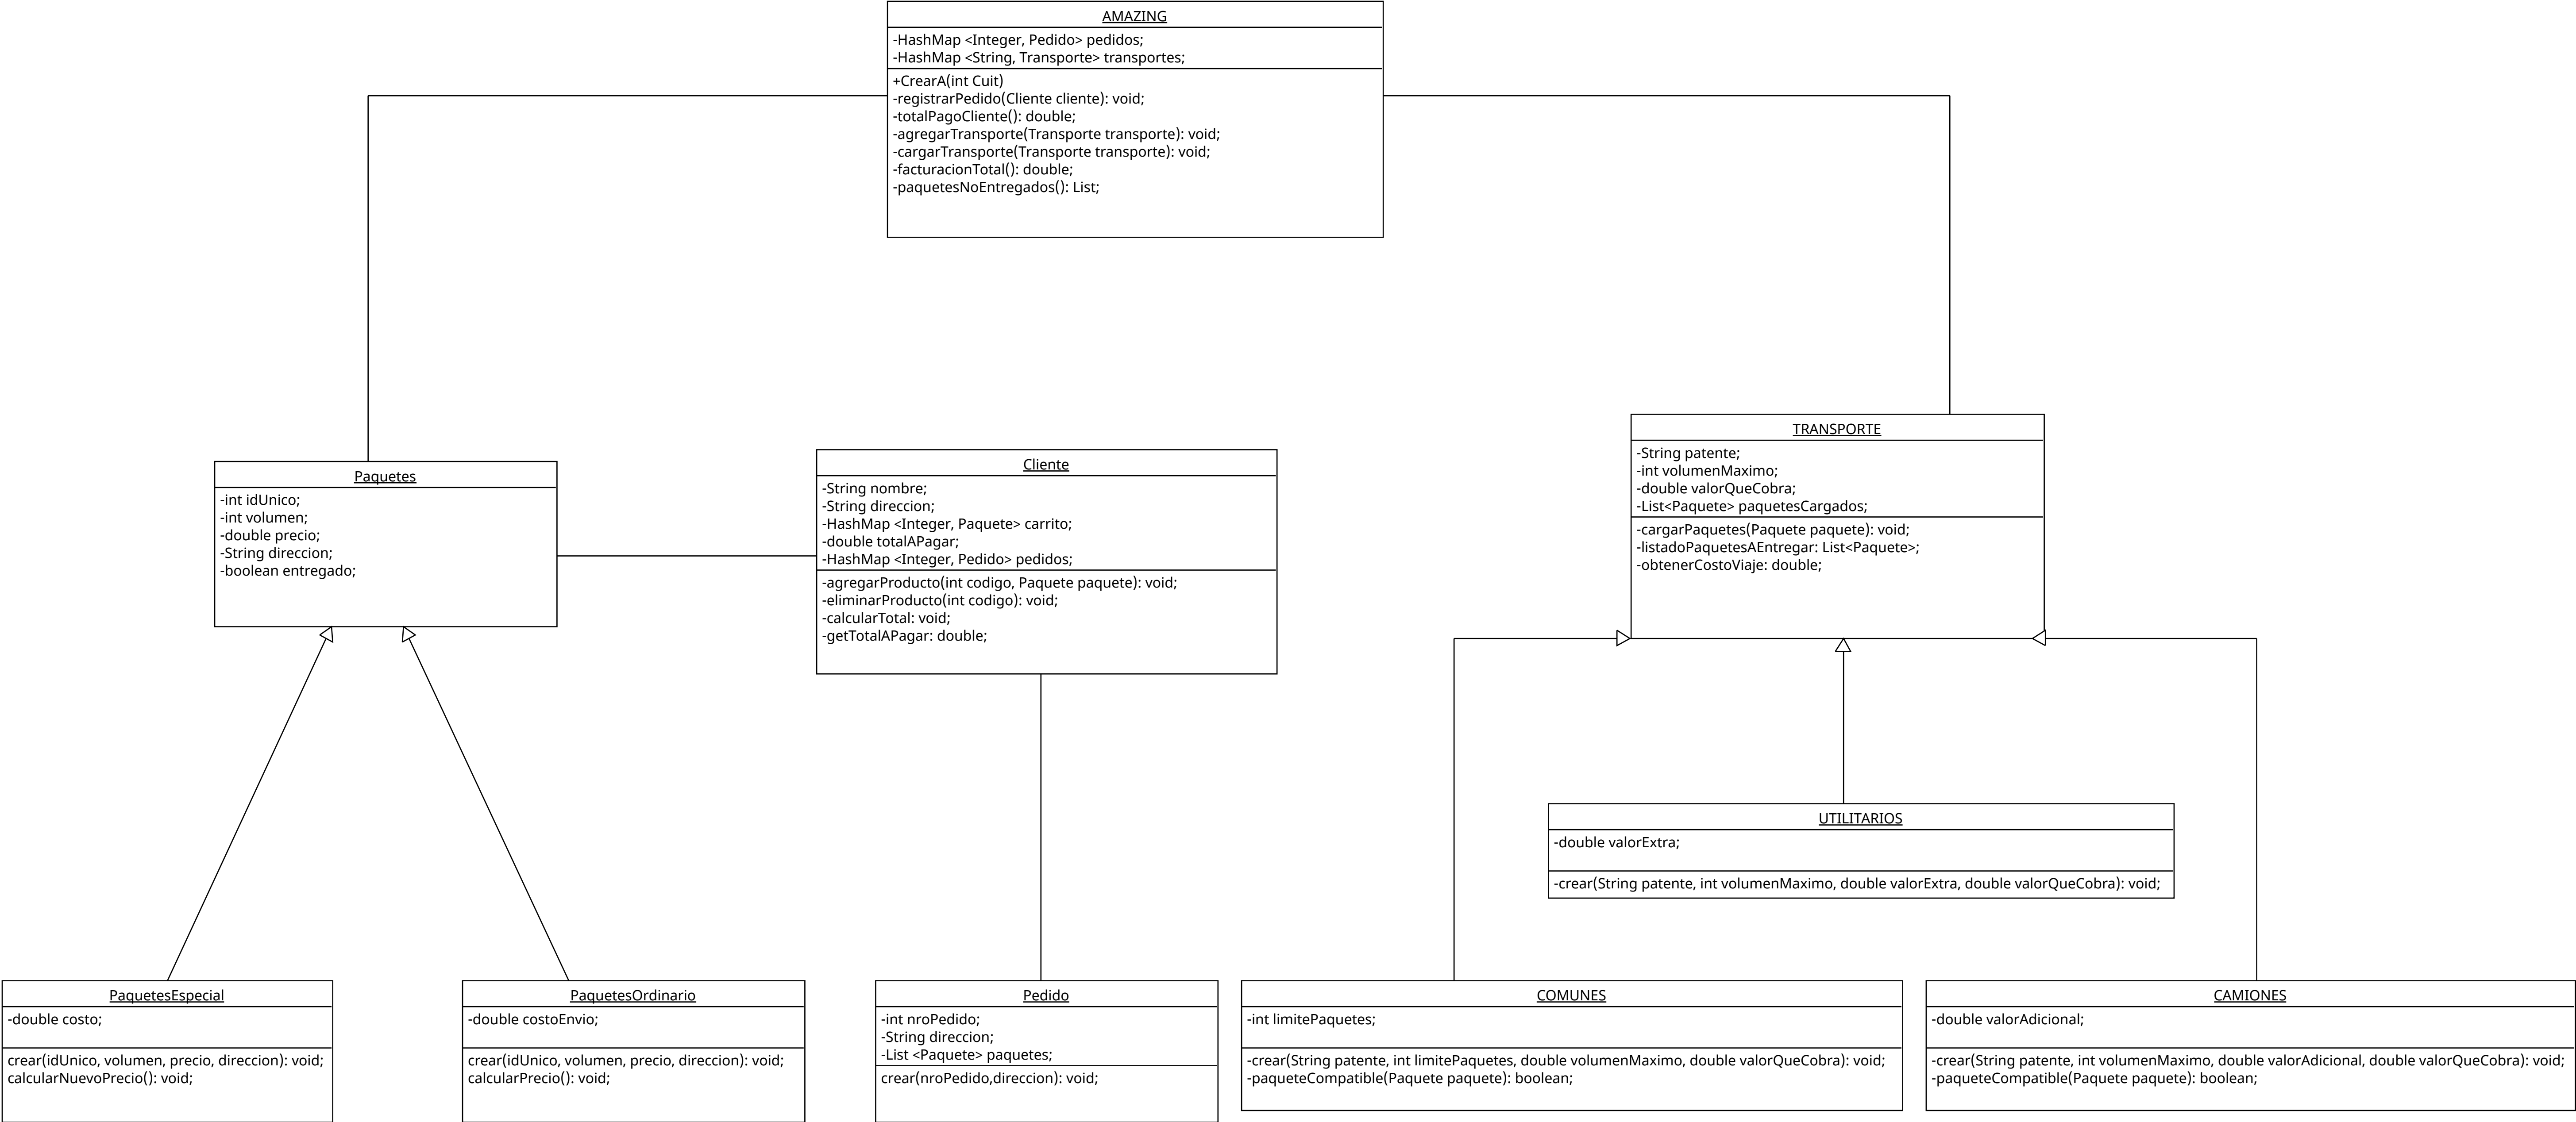 AMAZING
-HashMap <Integer, Pedido> pedidos;
-HashMap <String, Transporte> transportes;
+CrearA(int Cuit)
-registrarPedido(Cliente cliente): void;
-totalPagoCliente(): double;
-agregarTransporte(Transporte transporte): void;
-cargarTransporte(Transporte transporte): void;
-facturacionTotal(): double;
-paquetesNoEntregados(): List;
Paquetes
-int idUnico;
-int volumen;
-double precio;
-String direccion;
-boolean entregado;
Cliente
-String nombre;
-String direccion;
-HashMap <Integer, Paquete> carrito;
-double totalAPagar;
-HashMap <Integer, Pedido> pedidos;
-agregarProducto(int codigo, Paquete paquete): void;
-eliminarProducto(int codigo): void;
-calcularTotal: void;
-getTotalAPagar: double;
TRANSPORTE
-String patente;
-int volumenMaximo;
-double valorQueCobra;
-List<Paquete> paquetesCargados;
-cargarPaquetes(Paquete paquete): void;
-listadoPaquetesAEntregar: List<Paquete>;
-obtenerCostoViaje: double;
UTILITARIOS
-double valorExtra;
-crear(String patente, int volumenMaximo, double valorExtra, double valorQueCobra): void;
PaquetesEspecial
-double costo;
crear(idUnico, volumen, precio, direccion): void;
calcularNuevoPrecio(): void;
PaquetesOrdinario
-double costoEnvio;
crear(idUnico, volumen, precio, direccion): void;
calcularPrecio(): void;
Pedido
-int nroPedido;
-String direccion;
-List <Paquete> paquetes;
crear(nroPedido,direccion): void;
COMUNES
-int limitePaquetes;
-crear(String patente, int limitePaquetes, double volumenMaximo, double valorQueCobra): void;
-paqueteCompatible(Paquete paquete): boolean;
CAMIONES
-double valorAdicional;
-crear(String patente, int volumenMaximo, double valorAdicional, double valorQueCobra): void;
-paqueteCompatible(Paquete paquete): boolean;